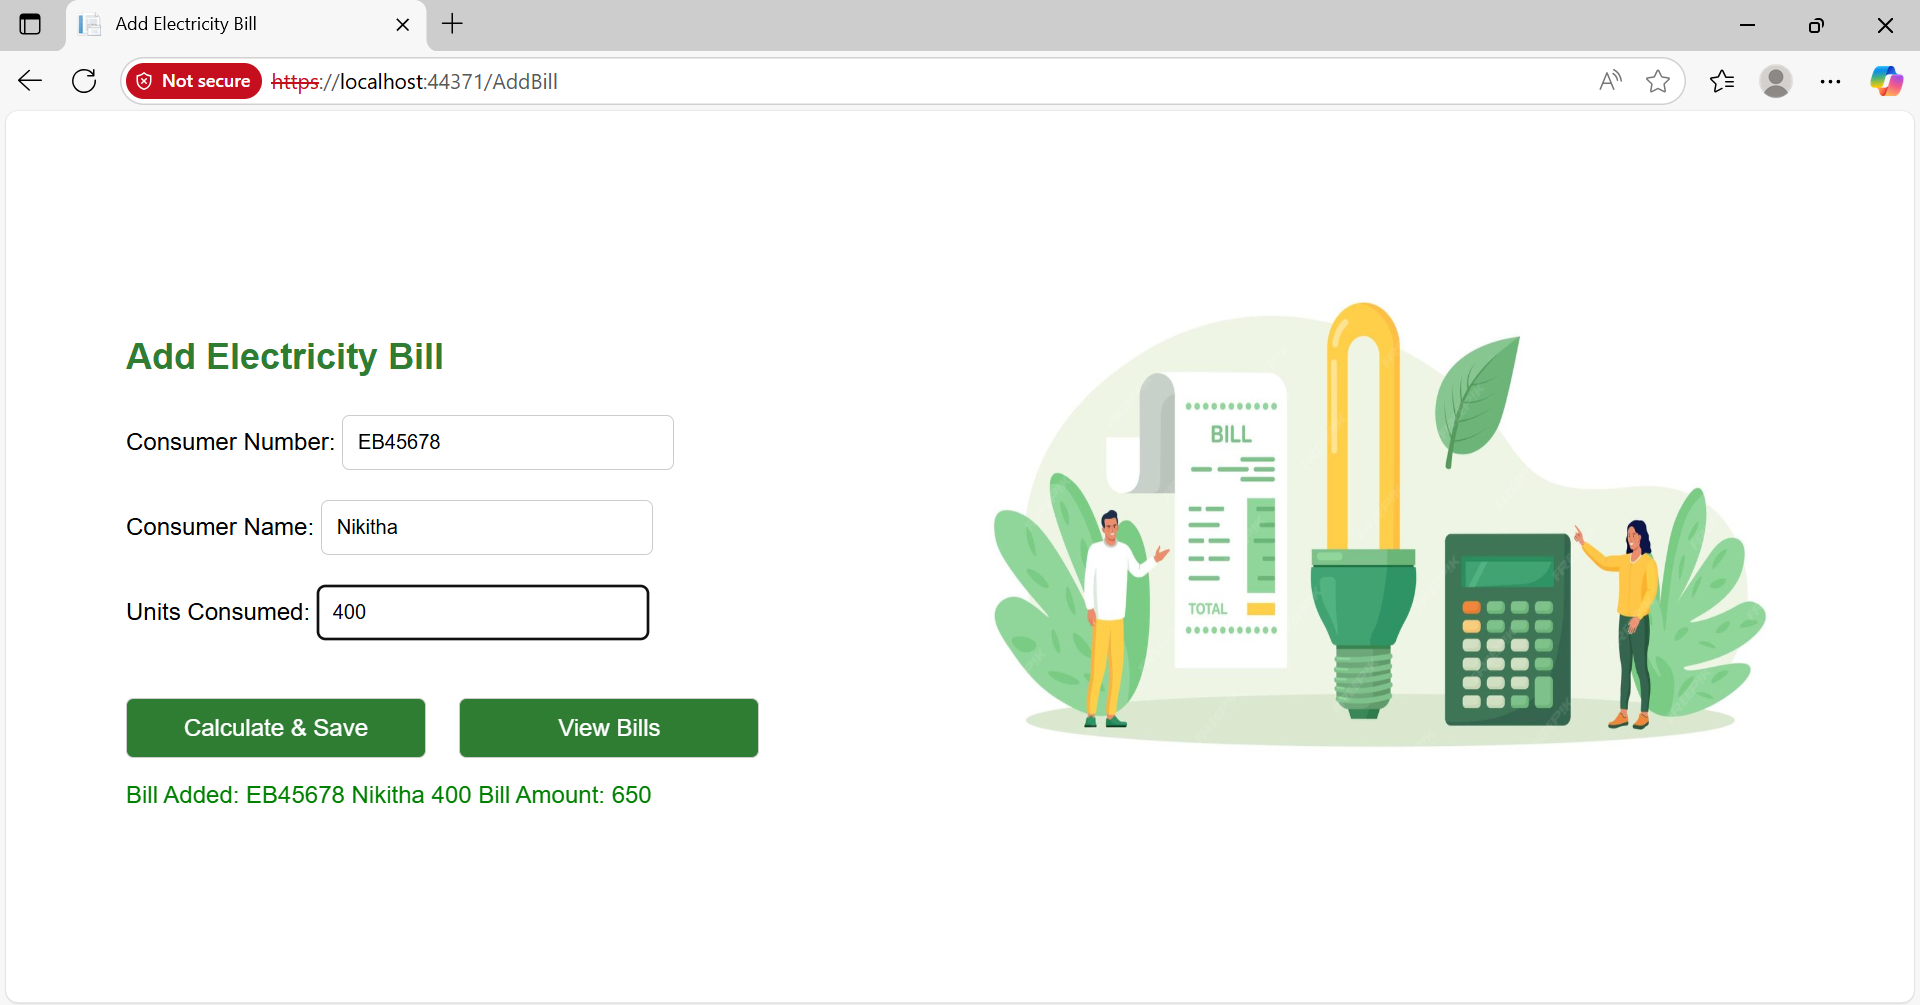 Add Electricity Bill
Not secure https://localhost:44371/AddBill
Add Electricity Bill
Consumer Number: EB45678
Consumer Name: Nikitha
Units Consumed: 400
Calculate & Save View Bills
Bill Added: EB45678 Nikitha 400 Bill Amount: 650
BILL
TOTAL